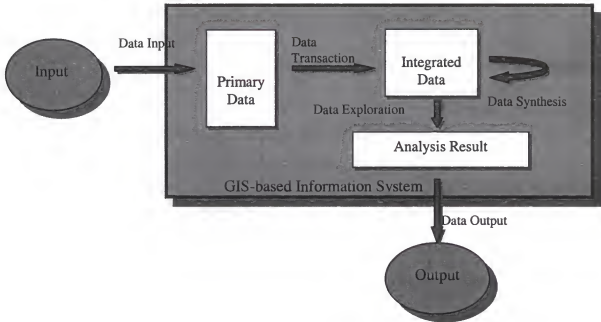 Data Input
Data
Transaction
Input
Primary
Data
Integrated
Data
Data Synthesis
Data Exploration
Analysis Result
GIS-based Information System
Data Output
Output